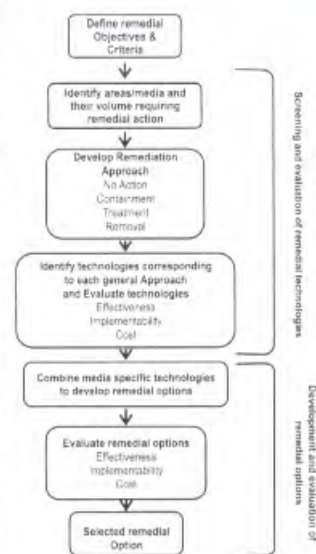 Define remedial
Objectives &
Criteria
Identify areas/media and
their volume requiring
remedial action
Develop Remediation
Approach
No Action
Containment
Treatment
Removal
Identify technologies corresponding
to each general Approach
and Evaluate technologies
Effectiveness
Implementability
Cost
Combine media specific technologies
to develop remedial options
Evaluate remedial options
Effectiveness
Implementability
Cost
Selected remedial
Option
Screening and evaluation of remedial technologies
Development and evaluation of
remedial options